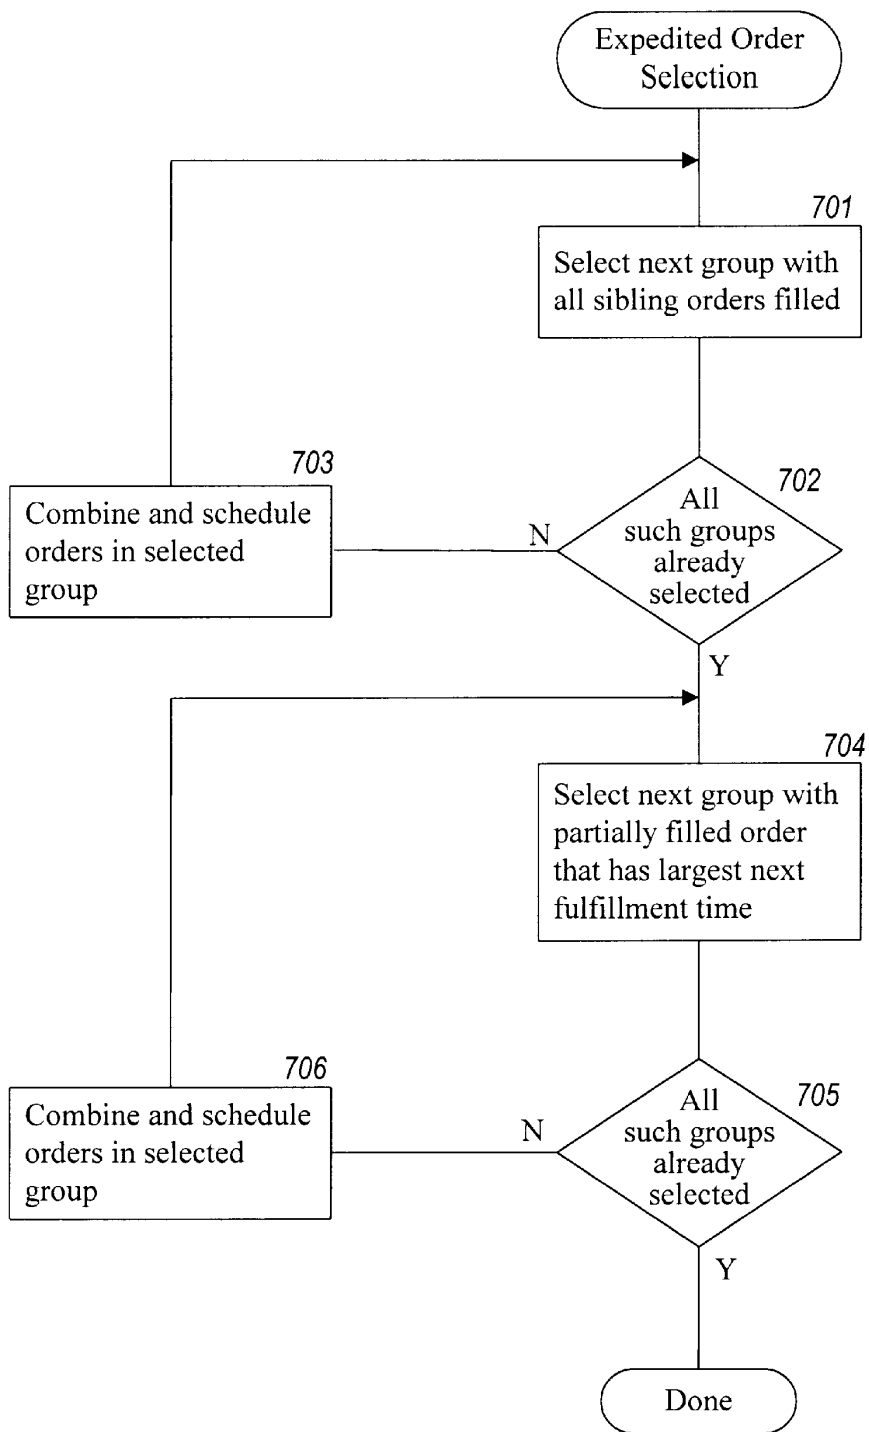 Expedited Order
Selection
701
Select next group with
all sibling orders filled
703
Combine and schedule
orders in selected
group
N
702
All
such groups
already
selected
Y
704
Select next group with
partially filled order
that has largest next
fulfillment time
706
Combine and schedule
orders in selected
group
N
705
All
such groups
already
selected
Y
Done